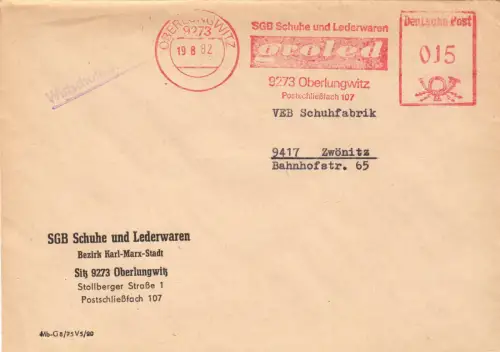 OBERLUNGWITZ
9273
19 8 82
SGB Schuhe und Lederwaren
groled
9273 Oberlungwitz
Postschließfach 107
Deutsche Post
015
VEB Schuhfabrik
9417 Zwönitz
Bahnhofstr. 65
SGB Schuhe und Lederwaren
Bezirk Karl-Marx-Stadt
Sitz 9273 Oberlungwitz
Stollberger Straße 1
Postschließfach 107